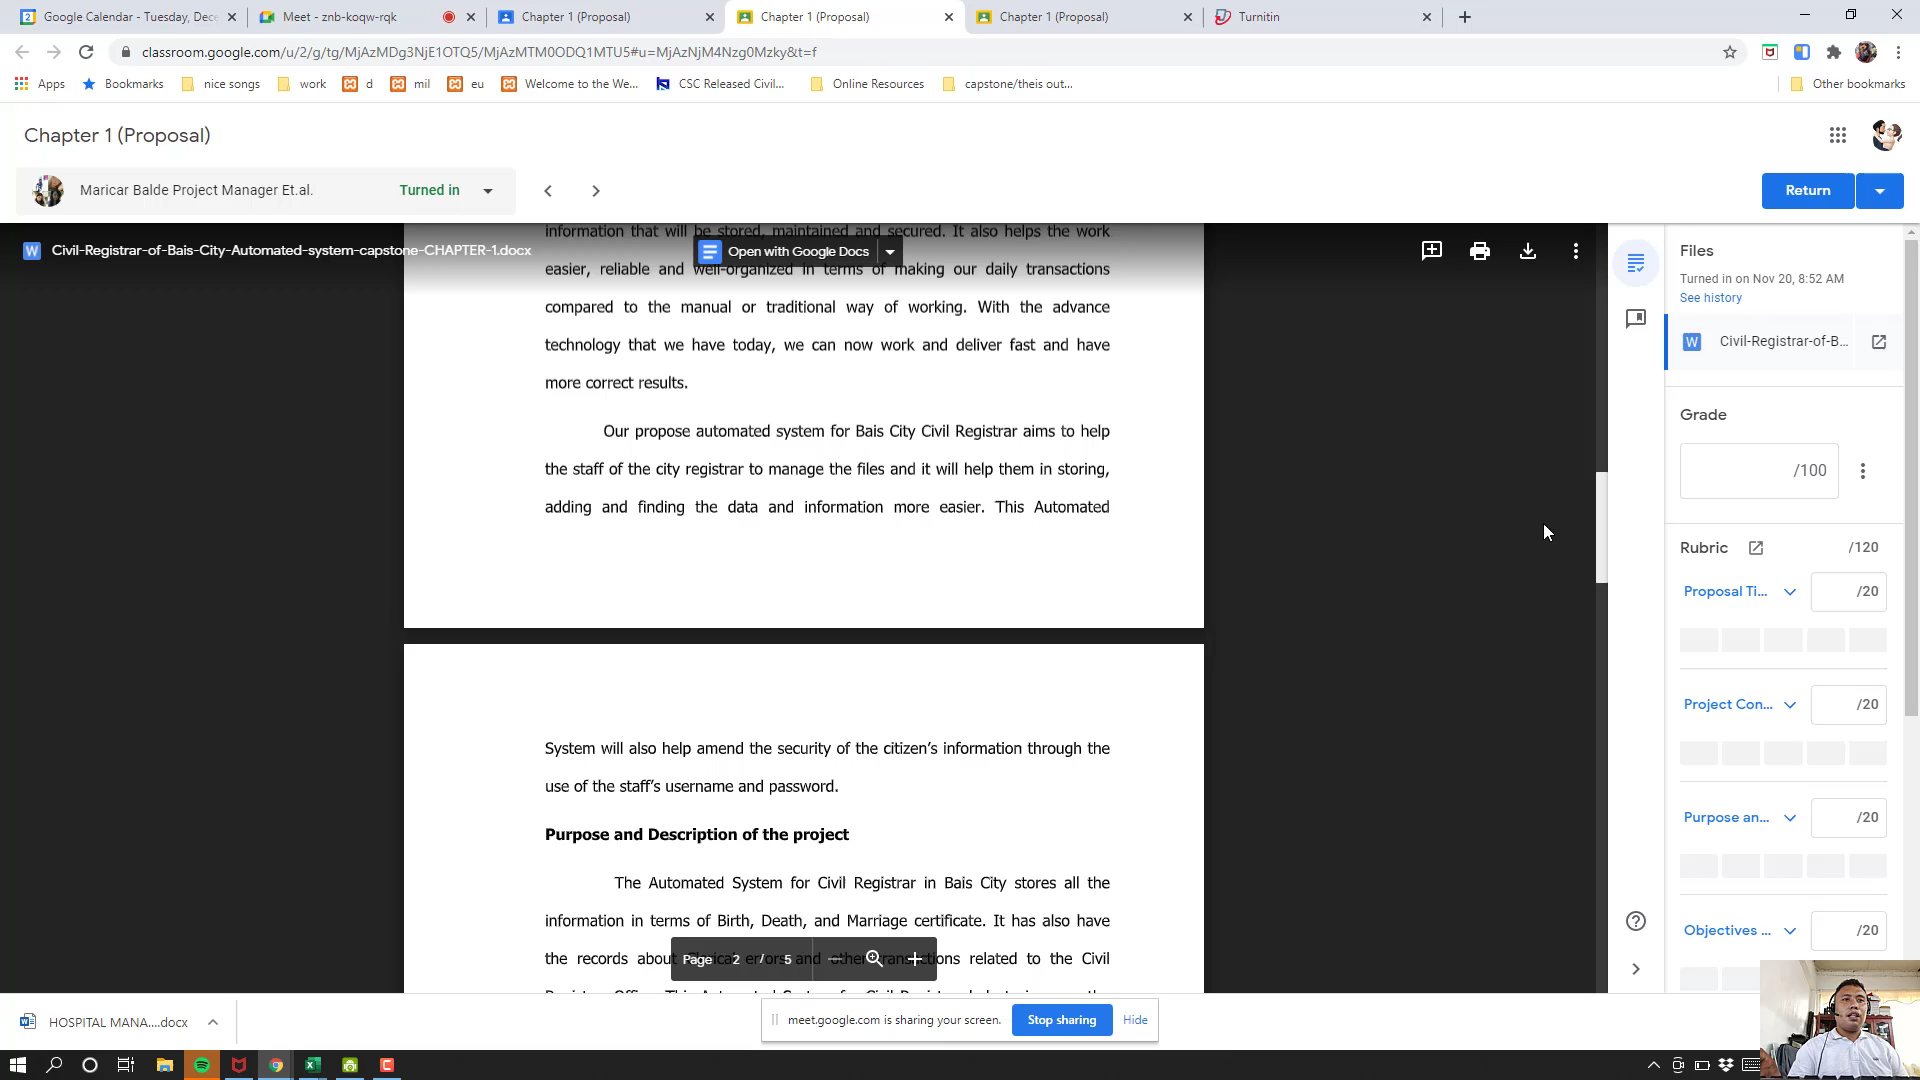 Google Calendar - Tuesday, Dece
Meet - znb-koqw-rqk
Chapter 1 (Proposal)
Chapter 1 (Proposal)
Chapter 1 (Proposal)
Turnitin
classroom.google.com/u/2/g/tg/MjAzMDg3NjE1OTQ5/MjAzMTM0ODQ1MTU5#u=MjAzNjM4Nzg0Mzky&t=f
Apps
Bookmarks
nice songs
work
d
mil
eu
Welcome to the We...
CSC Released Civil...
Online Resources
capstone/theis out...
Other bookmarks
Chapter 1 (Proposal)
Maricar Balde Project Manager Et.al.
Turned in
Return
Civil-Registrar-of-Bais-City-Automated-system-capstone-CHAPTER-1.docx
Open with Google Docs
information that will be stored, maintained and secured. It also helps the work
easier, reliable and well-organized in terms of making our daily transactions
compared to the manual or traditional way of working. With the advance
technology that we have today, we can now work and deliver fast and have
more correct results.
Our propose automated system for Bais City Civil Registrar aims to help
the staff of the city registrar to manage the files and it will help them in storing,
adding and finding the data and information more easier. This Automated
System will also help amend the security of the citizen's information through the
use of the staff's username and password.
Purpose and Description of the project
The Automated System for Civil Registrar in Bais City stores all the
information in terms of Birth, Death, and Marriage certificate. It has also have
the records about errors and other transactions related to the Civil
Page 2 / 5
Files
Turned in on Nov 20, 8:52 AM
See history
Civil-Registrar-of-B...
Grade
/100
Rubric
/120
Proposal Ti...
/20
Project Con...
/20
Purpose an...
/20
Objectives ...
/20
HOSPITAL MANA....docx
meet.google.com is sharing your screen.
Stop sharing
Hide